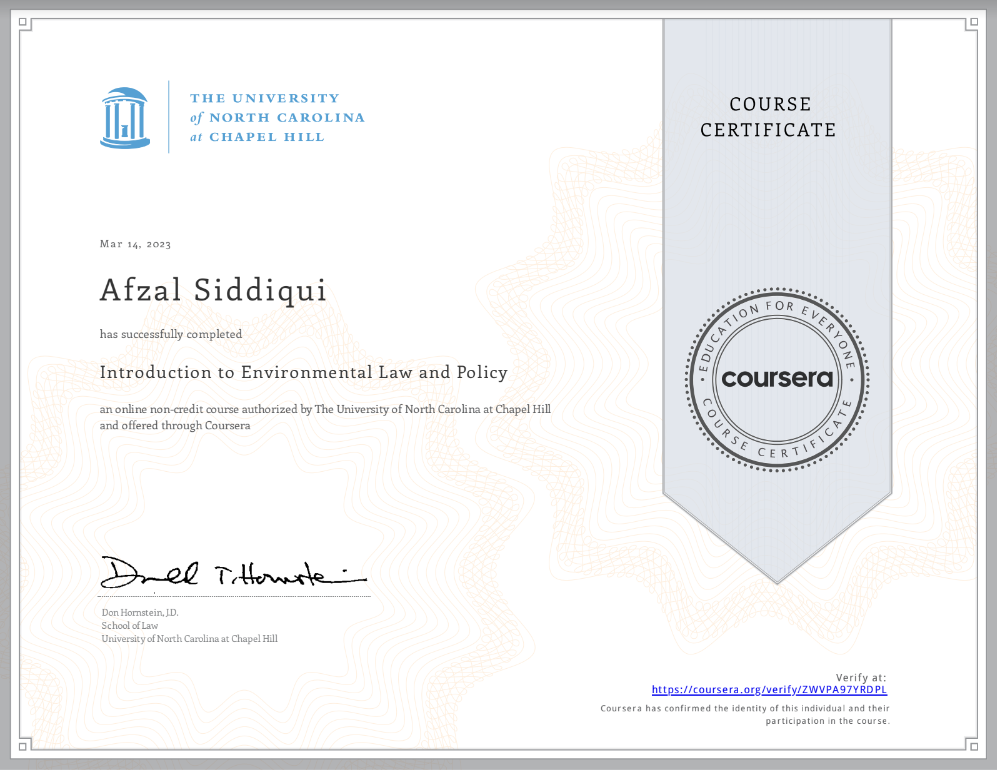 THE UNIVERSITY
of NORTH CAROLINA
at CHAPEL HILL
COURSE
CERTIFICATE
Mar 14, 2023
Afzal Siddiqui
has successfully completed
Introduction to Environmental Law and Policy
an online non-credit course authorized by The University of North Carolina at Chapel Hill
and offered through Coursera
EDUCATION FOR EVERYONE
coursera
COURSE CERTIFICATE
Donald T. Hornstein
Don Hornstein, J.D.
School of Law
University of North Carolina at Chapel Hill
Verify at:
https://coursera.org/verify/ZWVPA97YRDPL
Coursera has confirmed the identity of this individual and their
participation in the course.